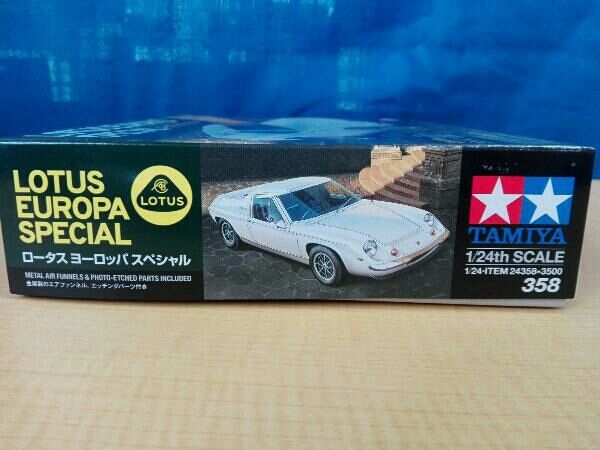 LOTUS
EUROPA
SPECIAL
LOTUS
ロータス ヨーロッパ スペシャル
METAL AIR FUNNELS & PHOTO-ETCHED PARTS INCLUDED
金属製のエアファンネル、エッチングパーツ付き
TAMIYA
1/24th SCALE
1/24・ITEM 24358・3500
358